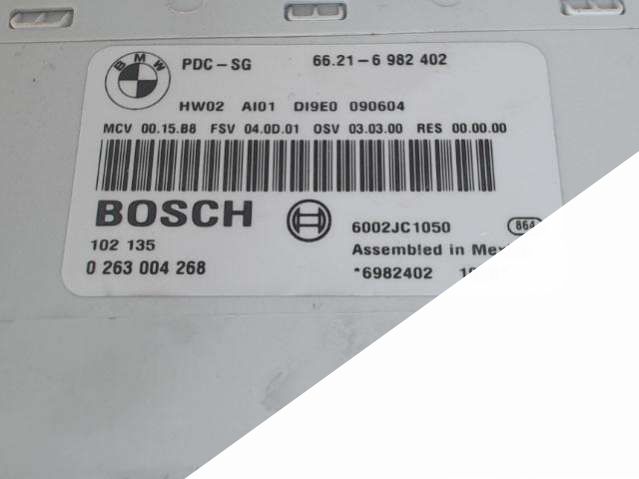 BMW
PDC-SG 66.21-6 982 402
HW02 AI01 DI9E0 090604
MCV 00.15.B8 FSV 04.0D.01 OSV 03.03.00 RES 00.00.00
BOSCH 6002JC1050 864
102 135 Assembled in
0 263 004 268 *6982402